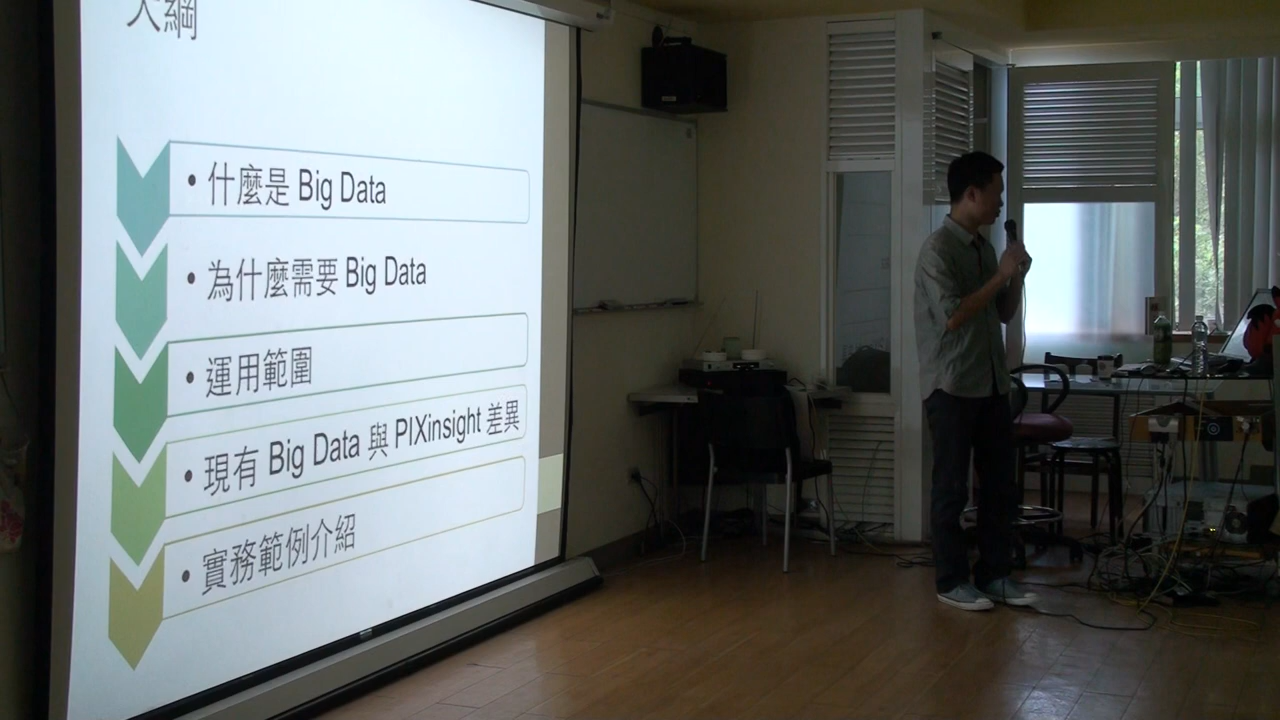 大綱
• 什麼是 Big Data
• 為什麼需要 Big Data
• 運用範圍
• 現有 Big Data 與 PIXinsight 差異
• 實務範例介紹